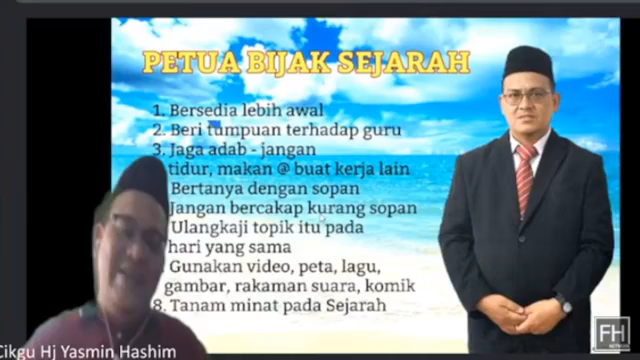 PETUA BIJAK SEJARAH
1. Bersedia lebih awal
2. Beri tumpuan terhadap guru
3. Jaga adab - jangan
tidur, makan @ buat kerja lain
Bertanya dengan sopan
Jangan bercakap kurang sopan
Ulangkaji topik itu pada
hari yang sama
Gunakan video, peta, lagu,
gambar, rakaman suara, komik
8. Tanam minat pada Sejarah
FH
Cikgu Hj Yasmin Hashim